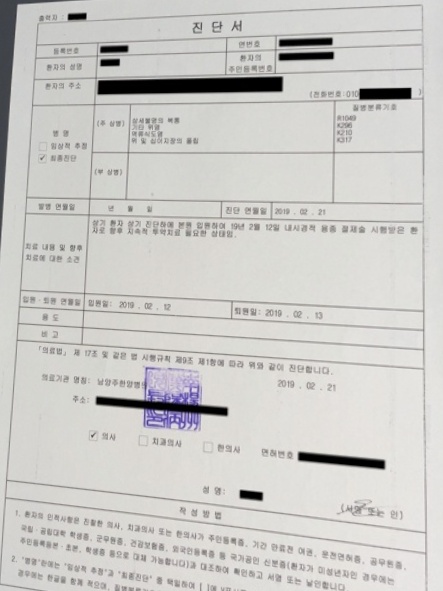 출력자 :
진 단 서
등록번호 연번호
환자의 성명 환자의 주민등록번호
환자의 주소 (전화번호:010
병 명
임상적 추정
✓ 최종진단
(주 상병)
상세불명의 복통
기타 위염
역류식도염
위 및 십이지장의 폴립
질병분류기호
R1049
K296
K210
K317
(부 상병)
발병 연월일 년 월 일 진단 연월일 2019 . 02 . 21
치료 내용 및 향후 치료에 대한 소견
상기 환자 상기 진단하에 본원 입원하여 19년 2월 12일 내시경적 용종 절제술 시행받은 환
자로 향후 지속적 투약치료 필요한 상태임.
입원·퇴원 연월일 입원일: 2019 . 02 . 12 퇴원일: 2019 . 02 . 13
용 도
비 고
「의료법」 제 17조 및 같은 법 시행규칙 제9조 제1항에 따라 위와 같이 진단합니다.
2019 . 02 . 21
의료기관 명칭: 남양주한양병원
주소:
✓ 의사 치과의사 한의사 면허번호
성 명: (서명 또는 인)
작 성 방 법
1. 환자의 인적사항은 진찰한 의사, 치과의사 또는 한의사가 주민등록증, 기간 만료전 여권, 운전면허증, 공무원증,
국립·공립대학 학생증, 군무원증, 건강보험증, 외국인등록증 등 국가공인 신분증(환자가 미성년자인 경우에는
주민등록등본·초본, 학생증 등으로 대체 가능합니다)과 대조하여 확인하고 서명 또는 날인합니다.
2. "병명"란에는 "임상적 추정"과 "최종진단" 중 택일하여 [ ]에
경우에는 한글을 함께 적으며,